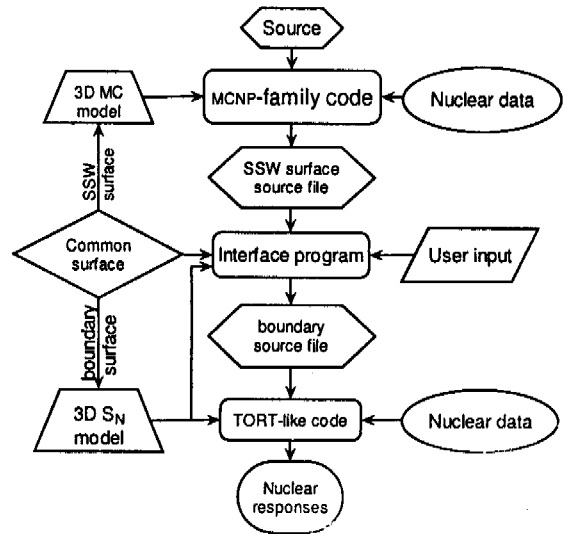 Source
3D MC
model
MCNP-family code
Nuclear data
SSW
surface
SSW surface
source file
Common
surface
Interface program
User input
boundary
surface
boundary
source file
3D SN
model
TORT-like code
Nuclear data
Nuclear
responses